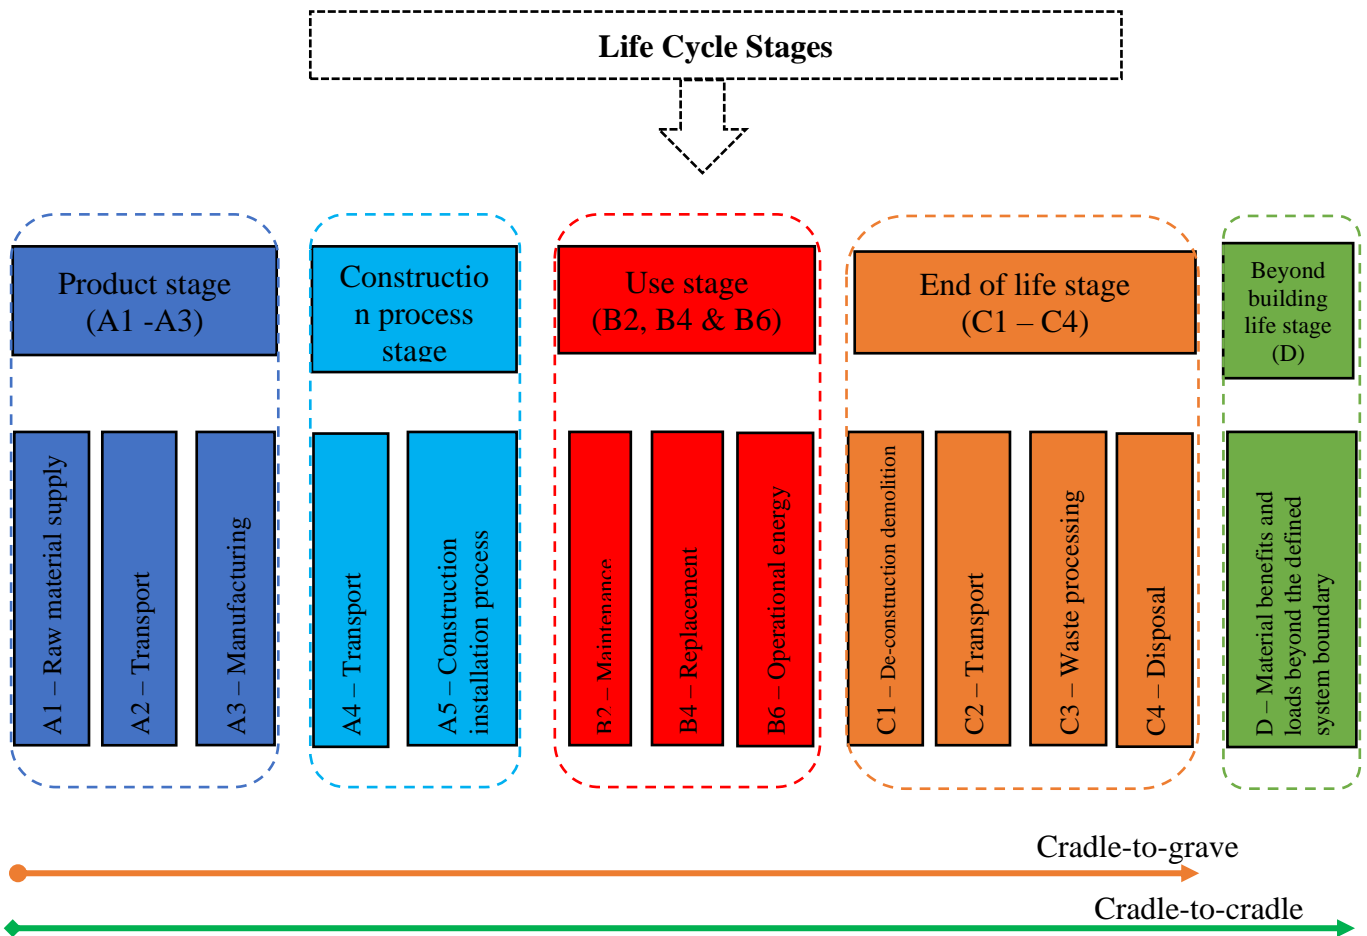 Life Cycle Stages
Product stage
(A1 -A3)
Constructio
n process
stage
Use stage
(B2, B4 & B6)
End of life stage
(C1 – C4)
Beyond
building
life stage
(D)
A1 – Raw material supply
A2 – Transport
A3 – Manufacturing
A4 – Transport
A5 – Construction
installation process
B2 – Maintenance
B4 – Replacement
B6 – Operational energy
C1 – De-construction demolition
C2 – Transport
C3 – Waste processing
C4 – Disposal
D – Material benefits and
loads beyond the defined
system boundary
Cradle-to-grave
Cradle-to-cradle